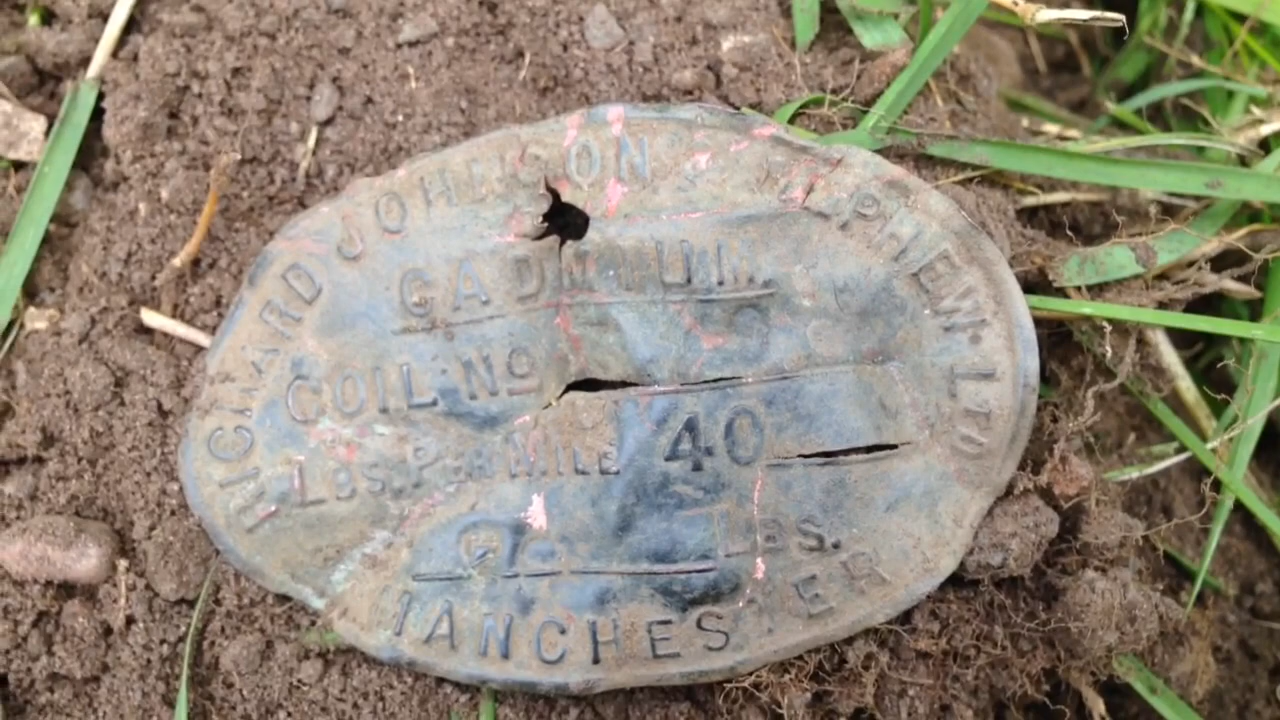 RICHARD JOHNSON & NEPHEW. LTD.
CADMIUM
COIL No
LBS. PER MILE 40
LBS.
MANCHESTER